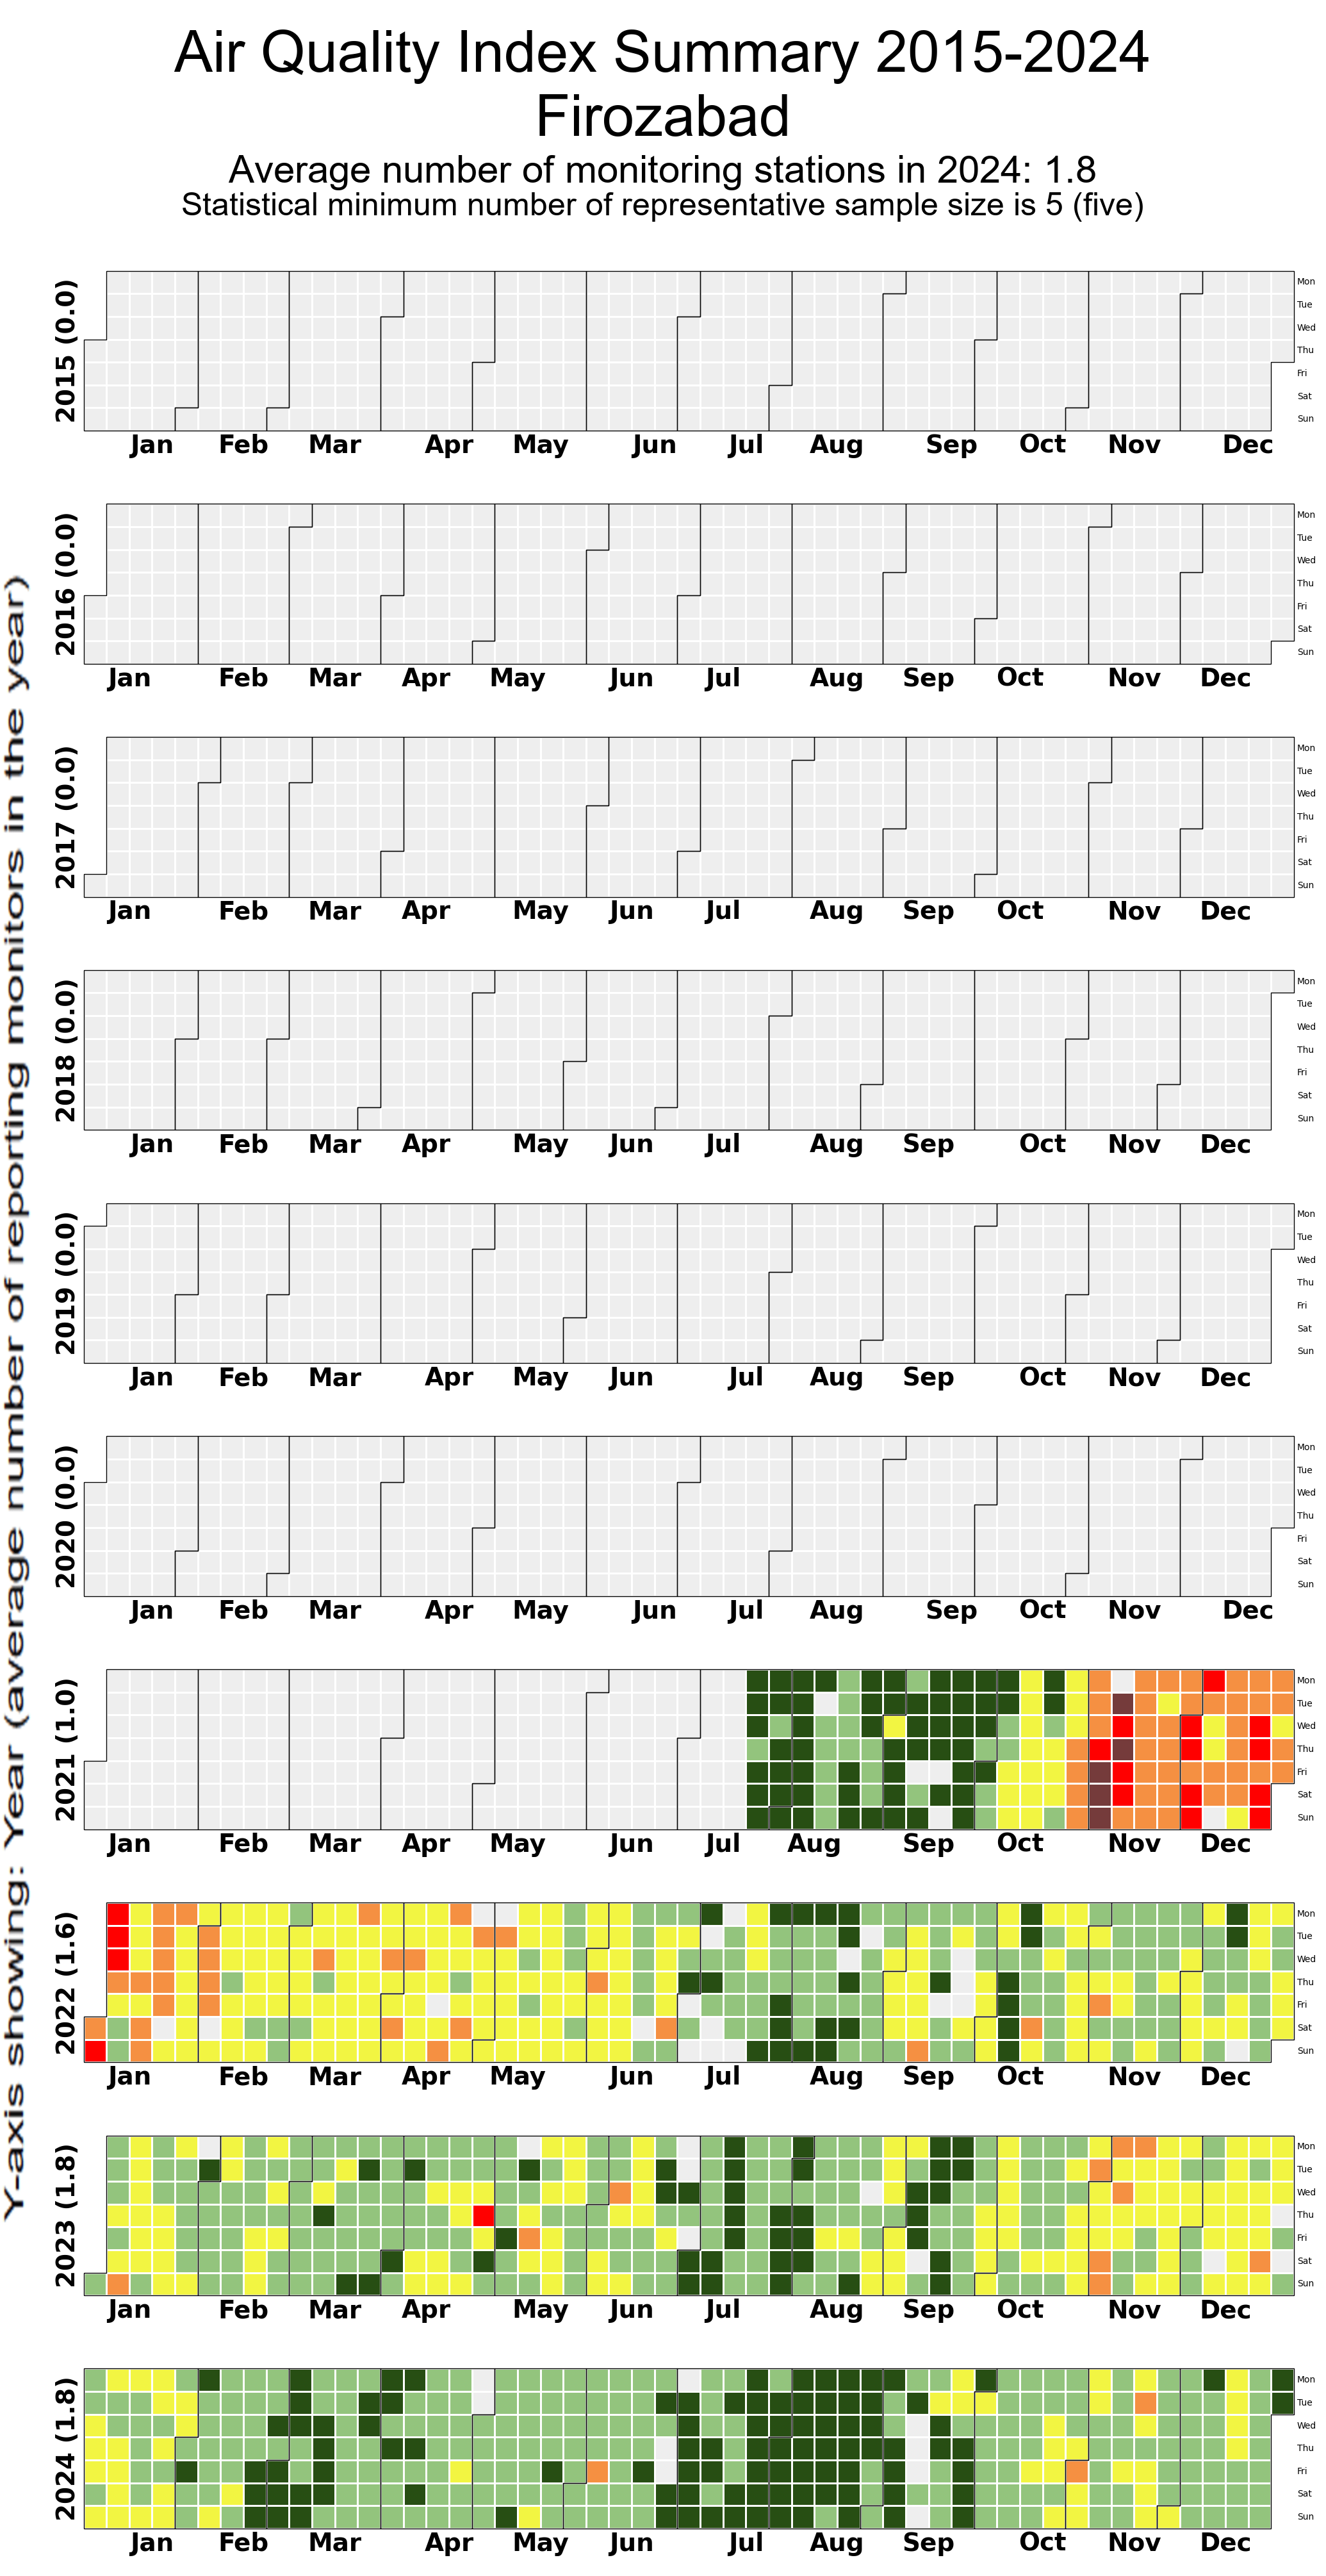 Air Quality Index Summary 2015-2024
Firozabad
Average number of monitoring stations in 2024: 1.8
Statistical minimum number of representative sample size is 5 (five)
Y-axis showing: Year (average number of reporting monitors in the year)
2015 (0.0)
Mon
Tue
Wed
Thu
Fri
Sat
Sun
Jan Feb Mar Apr May Jun Jul Aug Sep Oct Nov Dec
2016 (0.0)
Mon
Tue
Wed
Thu
Fri
Sat
Sun
Jan Feb Mar Apr May Jun Jul Aug Sep Oct Nov Dec
2017 (0.0)
Mon
Tue
Wed
Thu
Fri
Sat
Sun
Jan Feb Mar Apr May Jun Jul Aug Sep Oct Nov Dec
2018 (0.0)
Mon
Tue
Wed
Thu
Fri
Sat
Sun
Jan Feb Mar Apr May Jun Jul Aug Sep Oct Nov Dec
2019 (0.0)
Mon
Tue
Wed
Thu
Fri
Sat
Sun
Jan Feb Mar Apr May Jun Jul Aug Sep Oct Nov Dec
2020 (0.0)
Mon
Tue
Wed
Thu
Fri
Sat
Sun
Jan Feb Mar Apr May Jun Jul Aug Sep Oct Nov Dec
2021 (1.0)
Mon
Tue
Wed
Thu
Fri
Sat
Sun
Jan Feb Mar Apr May Jun Jul Aug Sep Oct Nov Dec
2022 (1.6)
Mon
Tue
Wed
Thu
Fri
Sat
Sun
Jan Feb Mar Apr May Jun Jul Aug Sep Oct Nov Dec
2023 (1.8)
Mon
Tue
Wed
Thu
Fri
Sat
Sun
Jan Feb Mar Apr May Jun Jul Aug Sep Oct Nov Dec
2024 (1.8)
Mon
Tue
Wed
Thu
Fri
Sat
Sun
Jan Feb Mar Apr May Jun Jul Aug Sep Oct Nov Dec